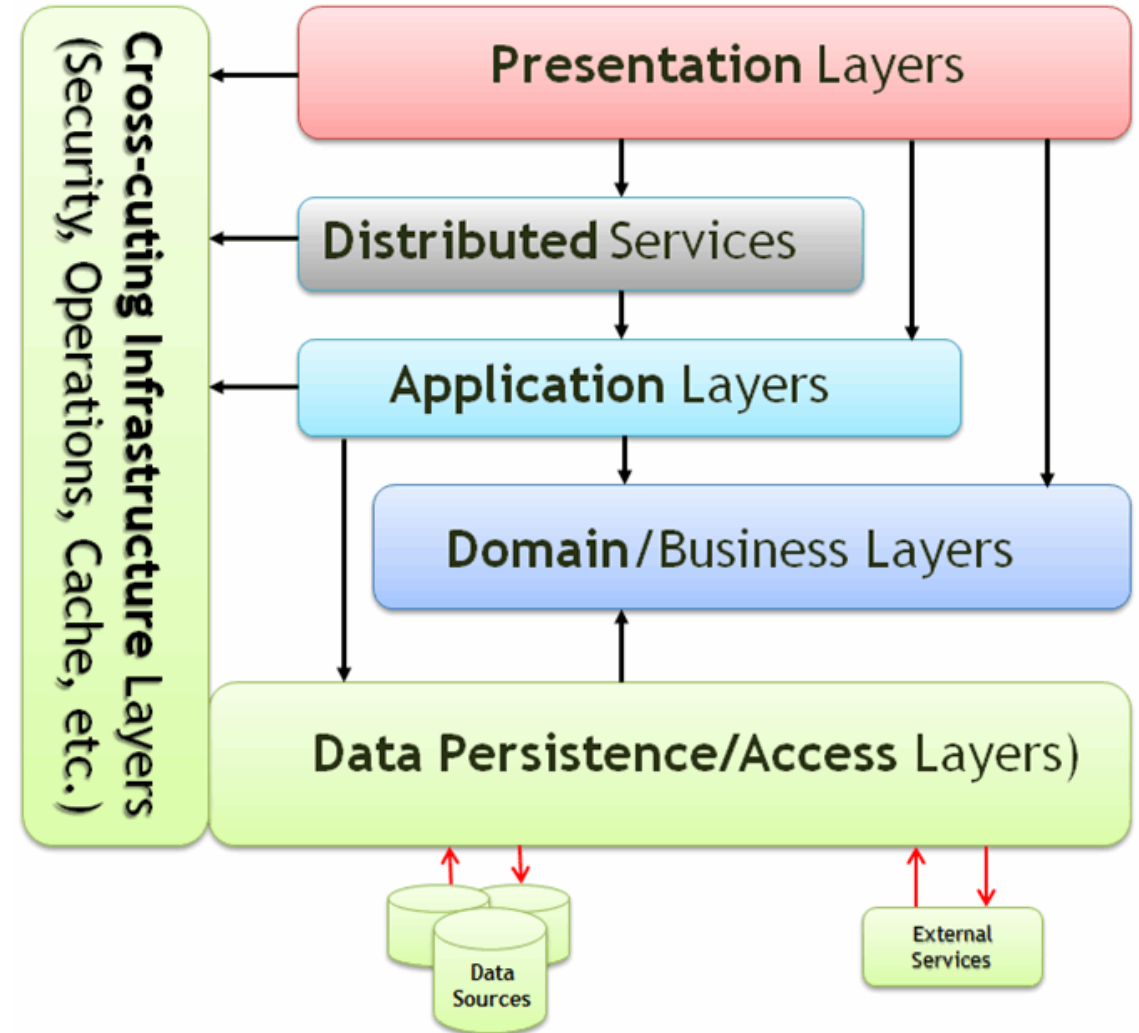 Cross-cuting Infrastructure Layers
(Security, Operations, Cache, etc.)
Presentation Layers
Distributed Services
Application Layers
Domain/Business Layers
Data Persistence/Access Layers)
Data
Sources
External
Services